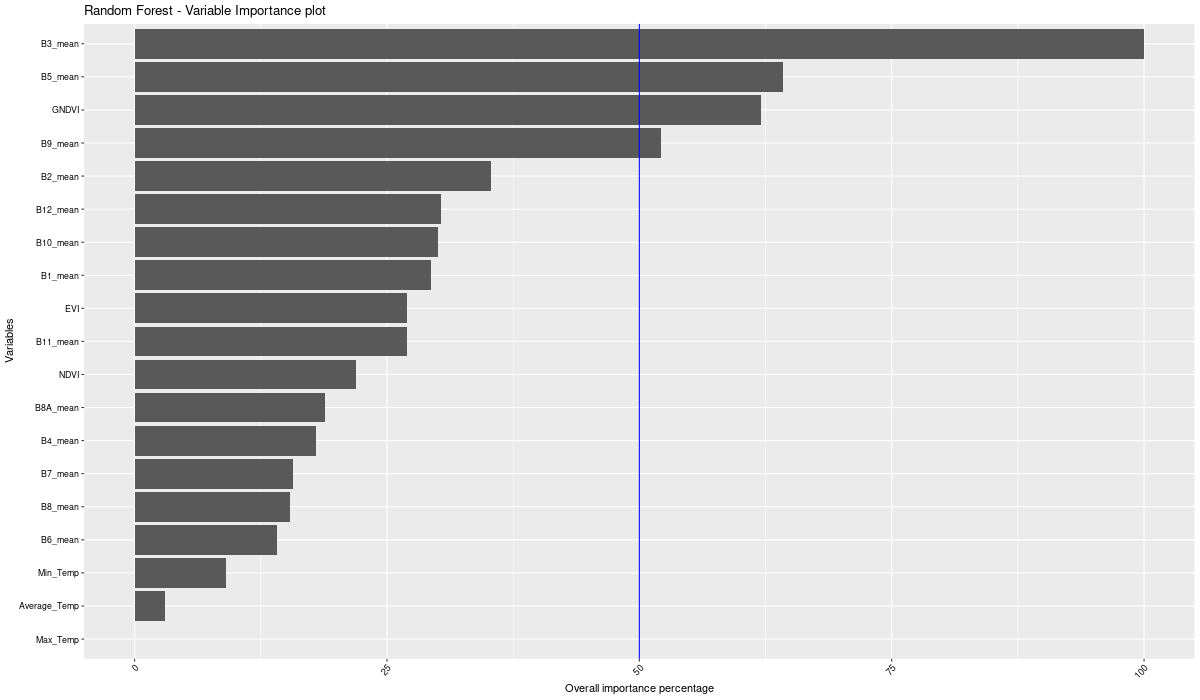 Random Forest - Variable Importance plot
B3_mean
B5_mean
GNDVI
B9_mean
B2_mean
B12_mean
B10_mean
B1_mean
EVI
B11_mean
NDVI
B8A_mean
B4_mean
B7_mean
B8_mean
B6_mean
Min_Temp
Average_Temp
Max_Temp
Variables
0
25
50
75
100
Overall importance percentage